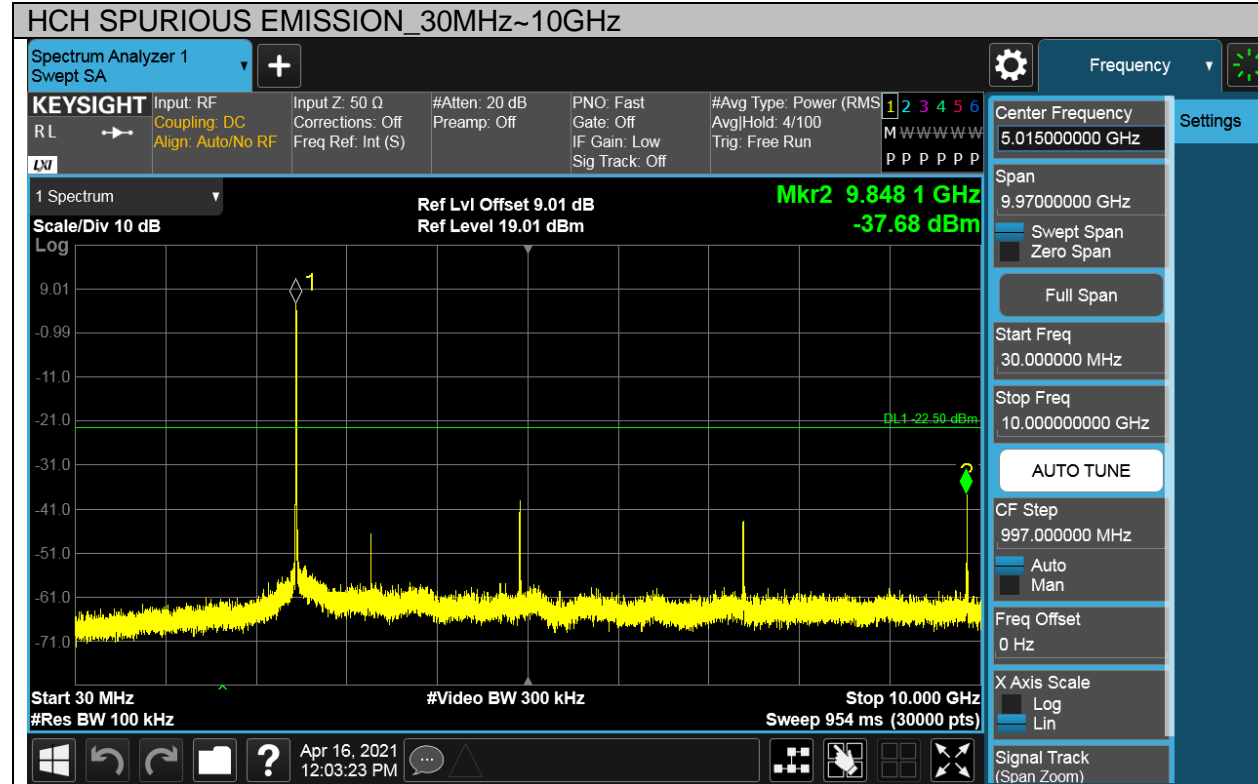 HCH SPURIOUS EMISSION_30MHz~10GHz
Spectrum Analyzer 1
Swept SA
Frequency
KEYSIGHT
RL
LXI
Input: RF
Coupling: DC
Align: Auto/No RF
Input Z: 50 Ω
Corrections: Off
Freq Ref: Int (S)
#Atten: 20 dB
Preamp: Off
PNO: Fast
Gate: Off
IF Gain: Low
Sig Track: Off
#Avg Type: Power (RMS
Avg|Hold: 4/100
Trig: Free Run
1 2 3 4 5 6
M W W W W W
P P P P P P
1 Spectrum
Scale/Div 10 dB
Log
Ref Lvl Offset 9.01 dB
Ref Level 19.01 dBm
Mkr2 9.848 1 GHz
-37.68 dBm
1
9.01
-0.99
-11.0
-21.0
DL1 -22.50 dBm
-31.0
-41.0
-51.0
-61.0
-71.0
Start 30 MHz
#Res BW 100 kHz
#Video BW 300 kHz
Stop 10.000 GHz
Sweep 954 ms (30000 pts)
Apr 16, 2021
12:03:23 PM
Center Frequency
5.015000000 GHz
Settings
Span
9.97000000 GHz
Swept Span
Zero Span
Full Span
Start Freq
30.000000 MHz
Stop Freq
10.000000000 GHz
AUTO TUNE
CF Step
997.000000 MHz
Auto
Man
Freq Offset
0 Hz
X Axis Scale
Log
Lin
Signal Track
(Span Zoom)